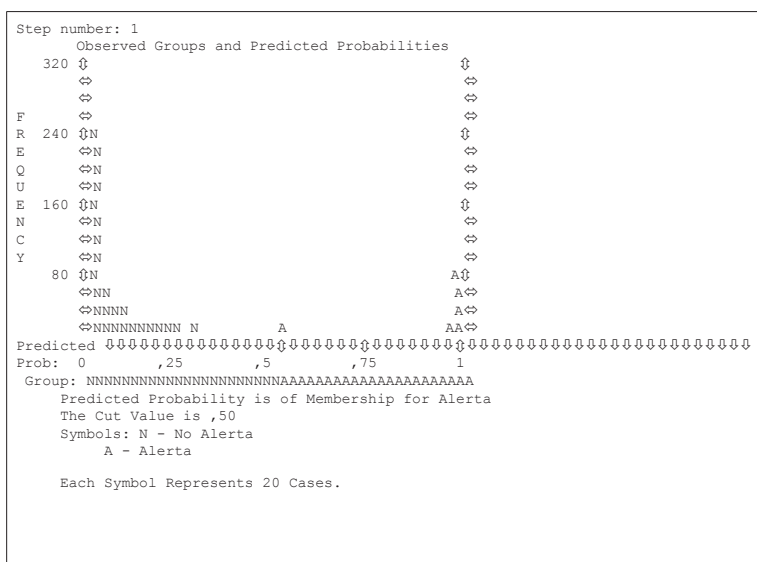 Step number: 1
Observed Groups and Predicted Probabilities
320 ⇳ ⇳
⬄ ⬄
⬄ ⬄
F ⬄ ⬄
R 240 ⇳N ⇳
E ⬄N ⬄
Q ⬄N ⬄
U ⬄N ⬄
E 160 ⇳N ⇳
N ⬄N ⬄
C ⬄N ⬄
Y ⬄N ⬄
80 ⇳N A⇳
⬄NN A⬄
⬄NNNN A⬄
⬄NNNNNNNNNN N A AA⬄
Predicted
Prob: 0 ,25 ,5 ,75 1
Group: NNNNNNNNNNNNNNNNNNNNNNAAAAAAAAAAAAAAAAAAAAAA
Predicted Probability is of Membership for Alerta
The Cut Value is ,50
Symbols: N - No Alerta
A - Alerta
Each Symbol Represents 20 Cases.